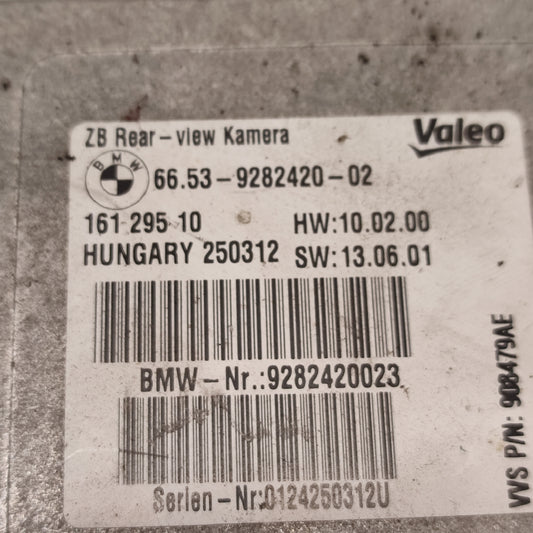 ZB Rear-view Kamera
Valeo
BMW
66.53-9282420-02
161 295 10 HW:10.02.00
HUNGARY 250312 SW:13.06.01
BMW-Nr.:9282420023
Serien-Nr:0124250312U
VVS P/N: 908479AE